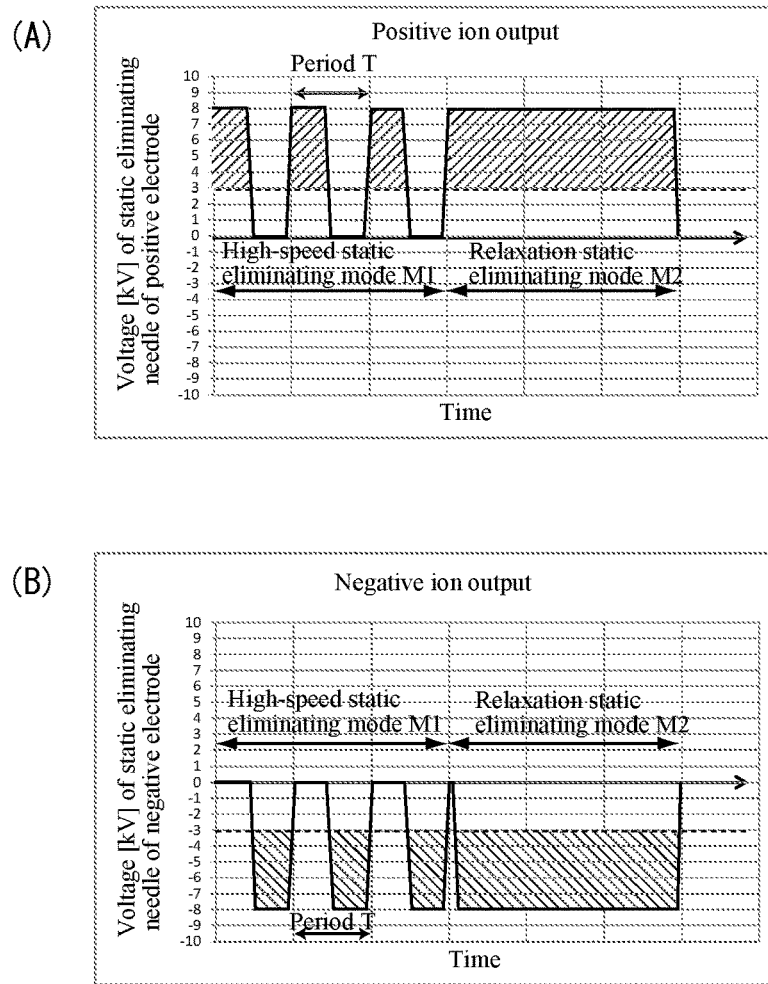 (A)
Positive ion output
Period T
Voltage [kV] of static eliminating
needle of positive electrode
10
9
8
7
6
5
4
3
2
1
0
-1
-2
-3
-4
-5
-6
-7
-8
-9
-10
High-speed static
eliminating mode M1
Relaxation static
eliminating mode M2
Time
(B)
Negative ion output
Voltage [kV] of static eliminating
needle of negative electrode
10
9
8
7
6
5
4
3
2
1
0
-1
-2
-3
-4
-5
-6
-7
-8
-9
-10
High-speed static
eliminating mode M1
Relaxation static
eliminating mode M2
Period T
Time